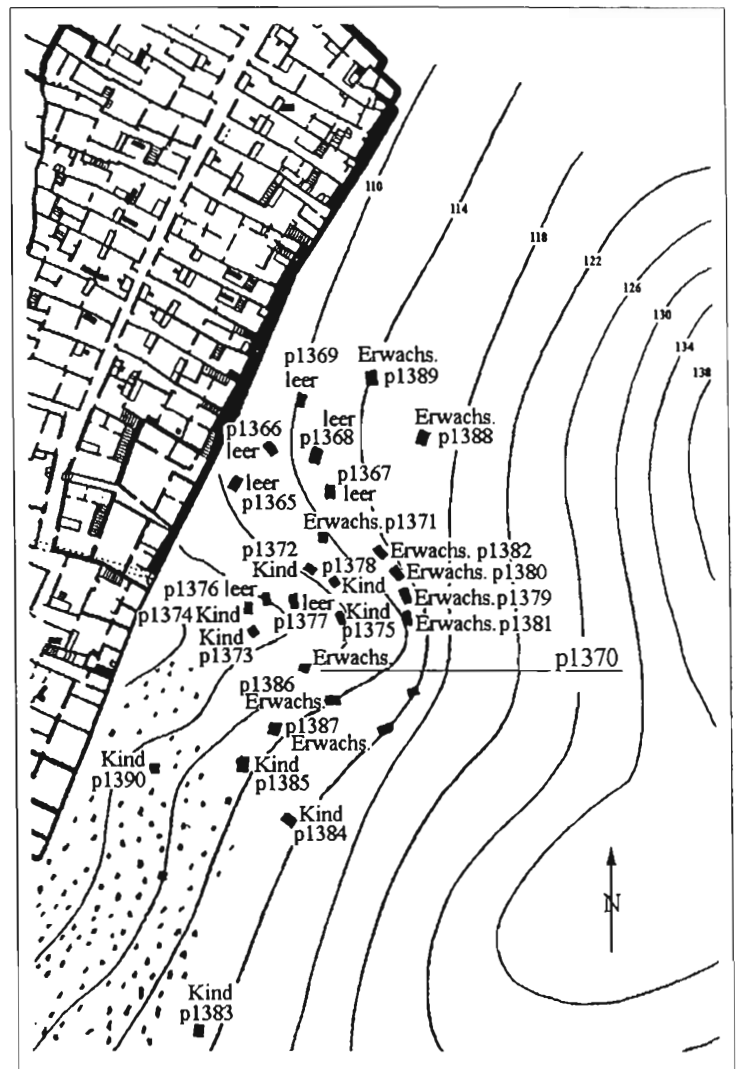 110
114
118
122
126
130
134
138
p1369
leer
Erwachs.
p1389
leer
p1368
Erwachs.
p1388
p1366
leer
p1367
leer
leer
p1365
Erwachs. p1371
p1372
Kind
p1378
Kind
Erwachs. p1382
Erwachs. p1380
p1376 leer
leer
p1377
Erwachs. p1379
p1374 Kind
Kind
p1375
Erwachs. p1381
Kind
p1373
Erwachs.
p1370
p1386
Erwachs.
p1387
Erwachs.
Kind
p1390
Kind
p1385
Kind
p1384
N
Kind
p1383